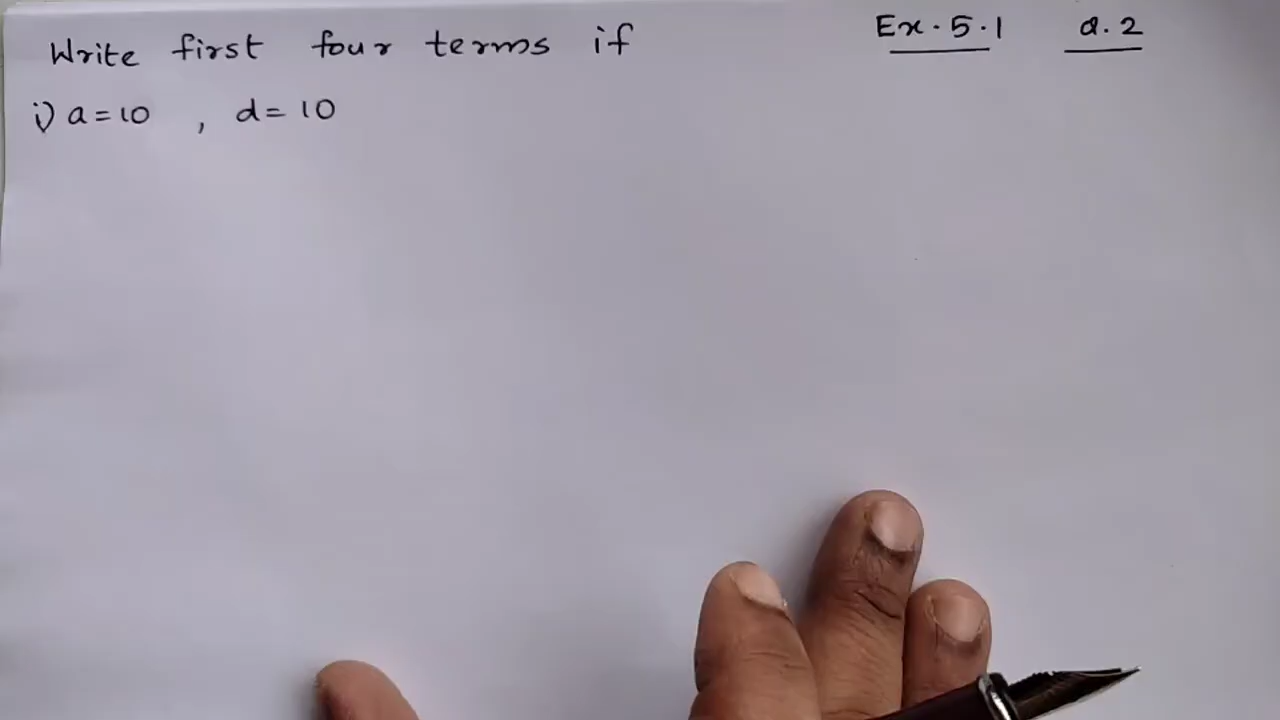 Write first four terms if
Ex. 5.1 Q.2
i) a = 10 , d = 10